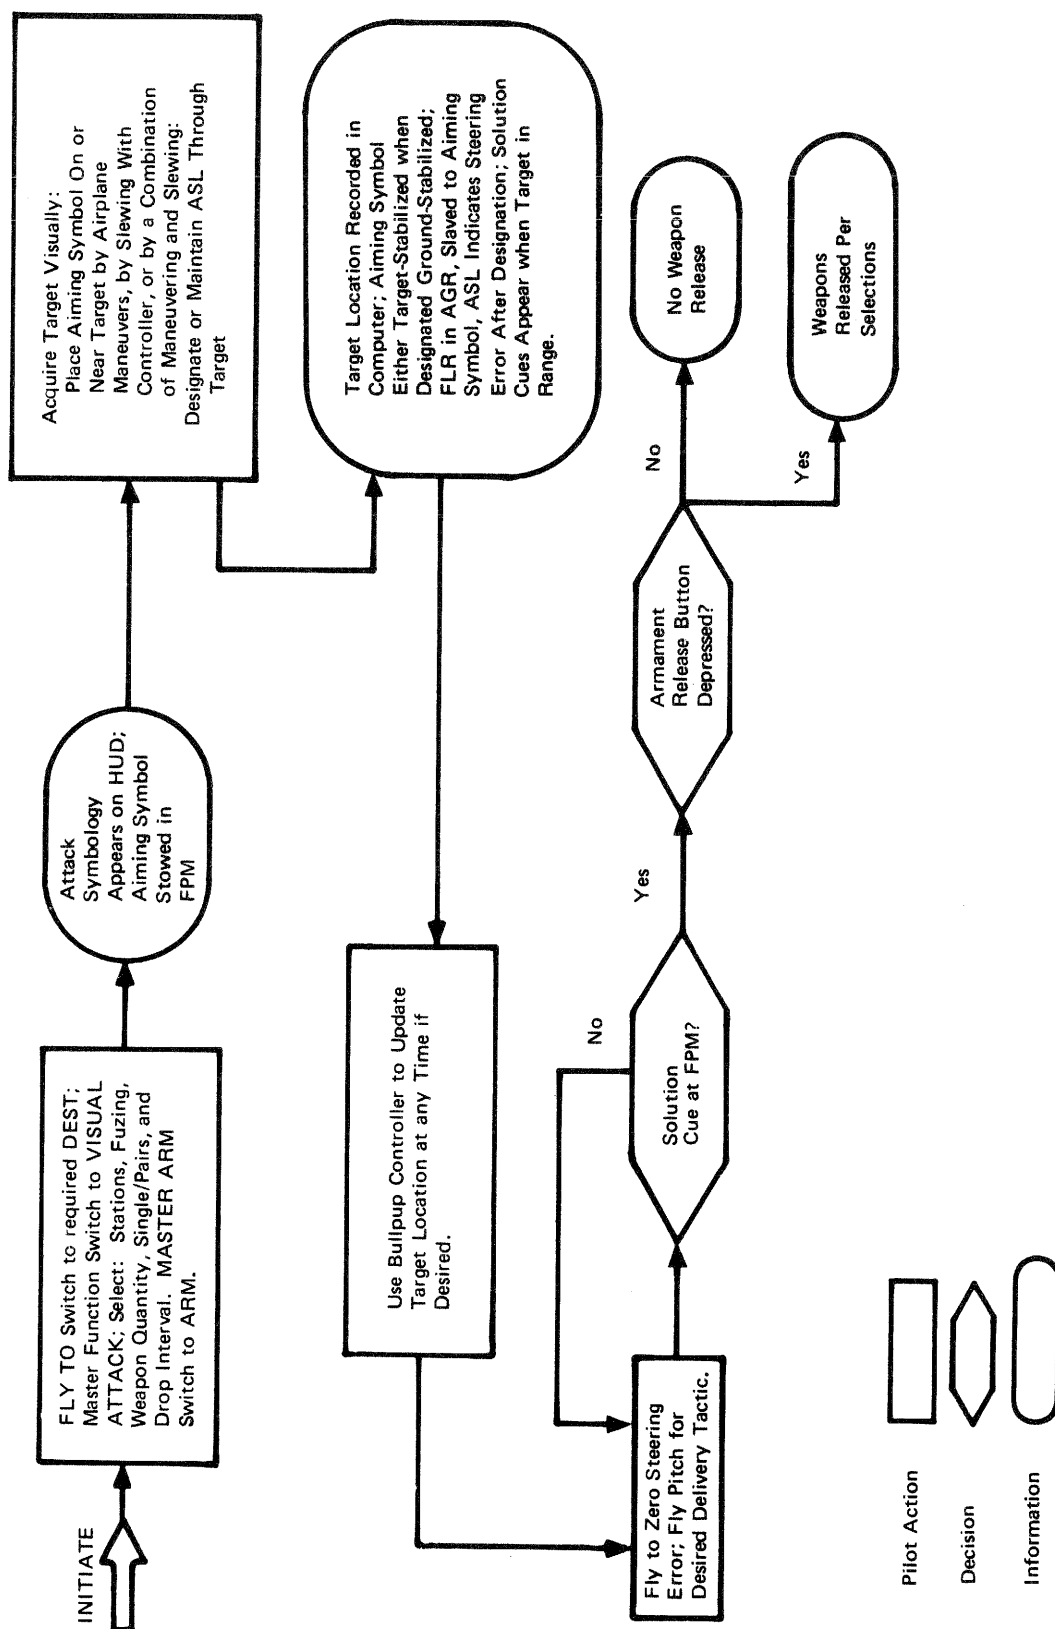 INITIATE
FLY TO Switch to required DEST;
Master Function Switch to VISUAL
ATTACK; Select: Stations, Fuzing,
Weapon Quantity, Single/Pairs, and
Drop Interval. MASTER ARM
Switch to ARM.
Attack
Symbology
Appears on HUD;
Aiming Symbol
Stowed in
FPM
Acquire Target Visually:
Place Aiming Symbol On or
Near Target by Airplane
Maneuvers, by Slewing With
Controller, or by a Combination
of Maneuvering and Slewing:
Designate or Maintain ASL Through
Target
Target Location Recorded in
Computer; Aiming Symbol
Either Target-Stabilized when
Designated Ground-Stabilized;
FLR in AGR, Slaved to Aiming
Symbol, ASL Indicates Steering
Error After Designation; Solution
Cues Appear when Target in
Range.
Use Bullpup Controller to Update
Target Location at any Time if
Desired.
Fly to Zero Steering
Error; Fly Pitch for
Desired Delivery Tactic.
No
Solution
Cue at FPM?
Yes
Armament
Release Button
Depressed?
No
No Weapon
Release
Yes
Weapons
Released Per
Selections
Pilot Action
Decision
Information